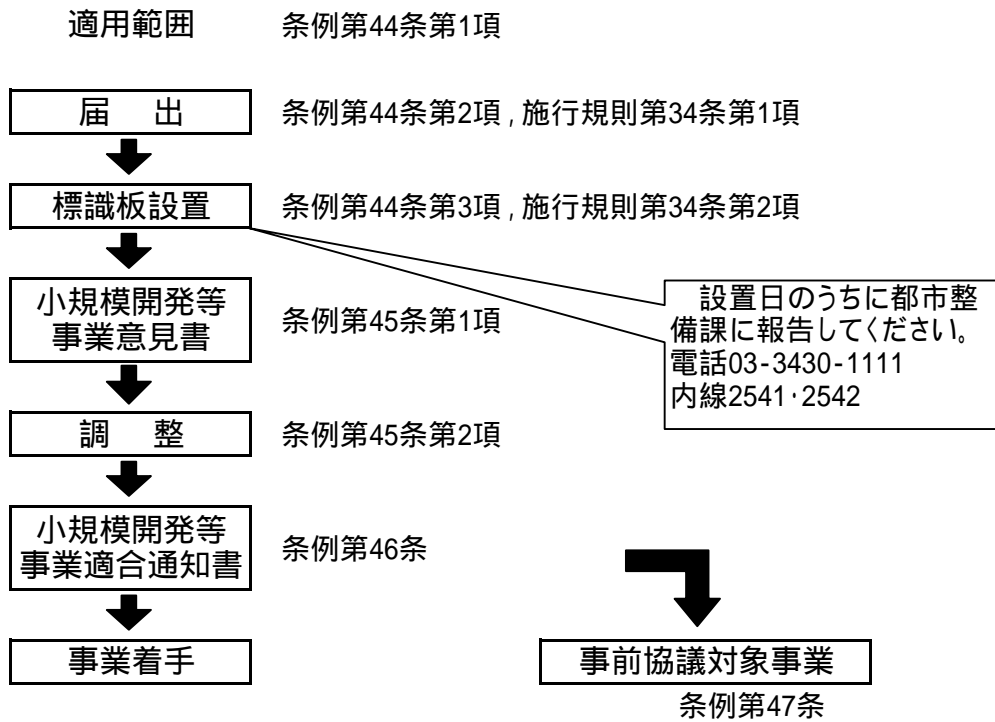 適用範囲　条例第44条第1項
届　出　条例第44条第2項 , 施行規則第34条第1項
標識板設置　条例第44条第3項 , 施行規則第34条第2項
設置日のうちに都市整
備課に報告してください。
電話03-3430-1111
内線2541･2542
小規模開発等
事業意見書
条例第45条第1項
調　整　条例第45条第2項
小規模開発等
事業適合通知書
条例第46条
事業着手
事前協議対象事業
条例第47条